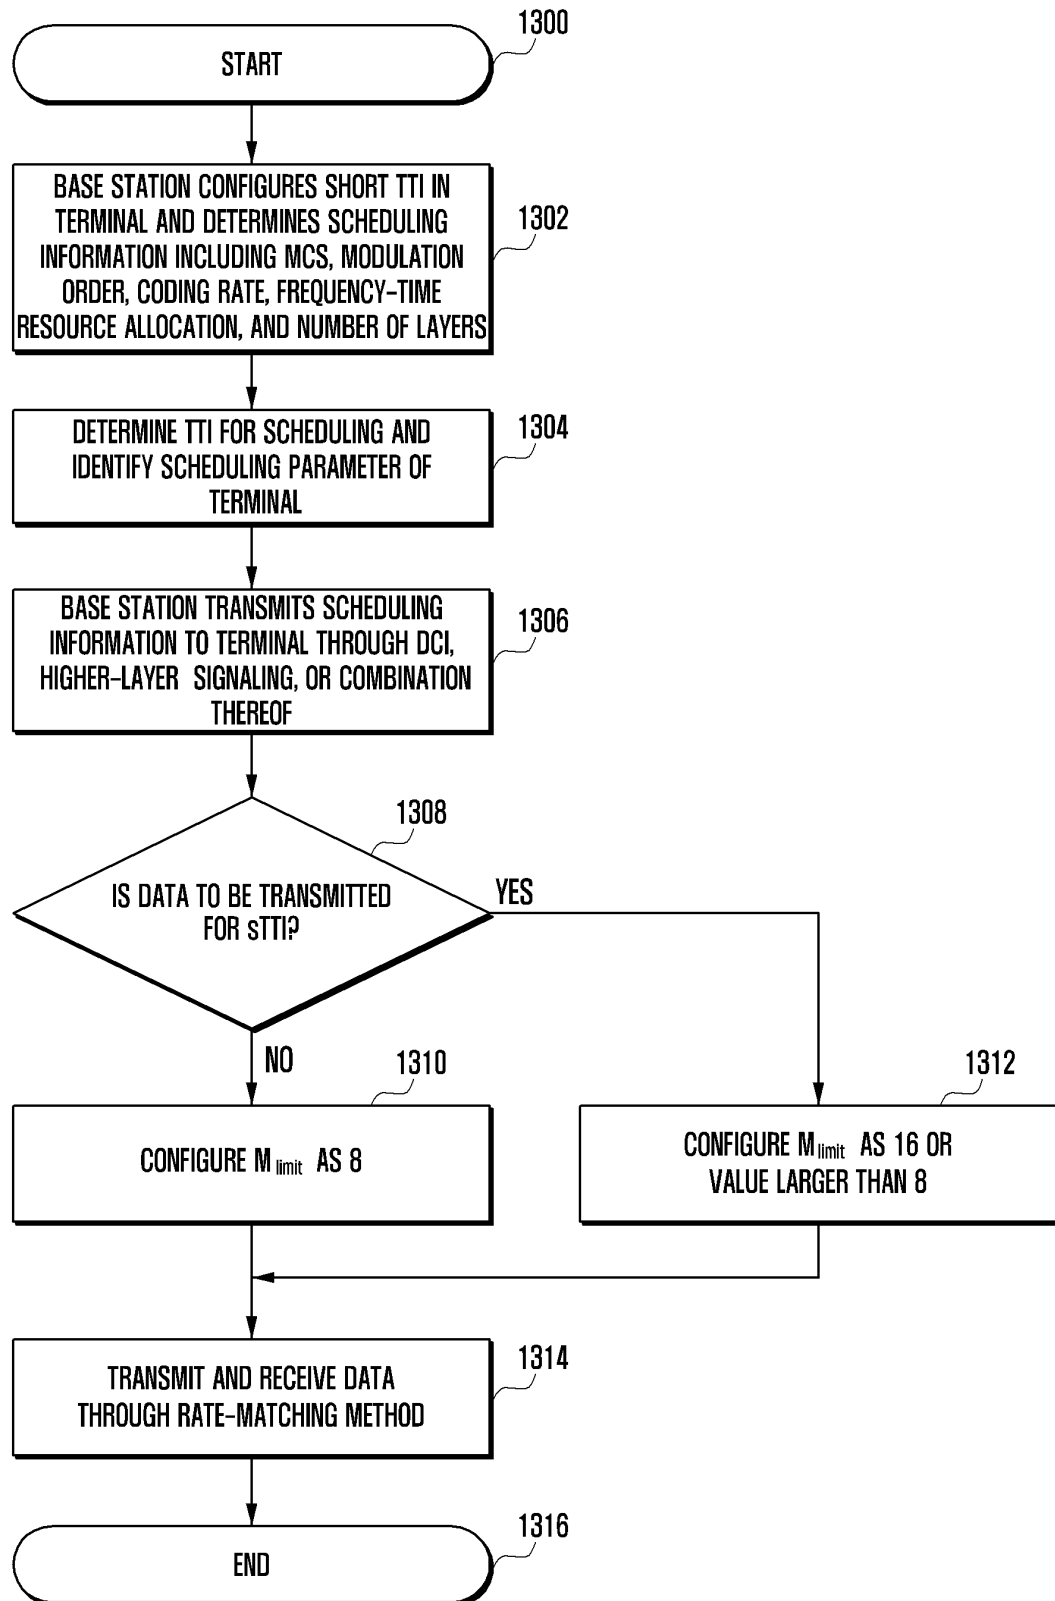 1300
START
1302
BASE STATION CONFIGURES SHORT TTI IN
TERMINAL AND DETERMINES SCHEDULING
INFORMATION INCLUDING MCS, MODULATION
ORDER, CODING RATE, FREQUENCY-TIME
RESOURCE ALLOCATION, AND NUMBER OF LAYERS
1304
DETERMINE TTI FOR SCHEDULING AND
IDENTIFY SCHEDULING PARAMETER OF
TERMINAL
1306
BASE STATION TRANSMITS SCHEDULING
INFORMATION TO TERMINAL THROUGH DCI,
HIGHER-LAYER SIGNALING, OR COMBINATION
THEREOF
1308
IS DATA TO BE TRANSMITTED
FOR sTTI?
YES
NO
1310
CONFIGURE M limit AS 8
1312
CONFIGURE M limit AS 16 OR
VALUE LARGER THAN 8
1314
TRANSMIT AND RECEIVE DATA
THROUGH RATE-MATCHING METHOD
1316
END